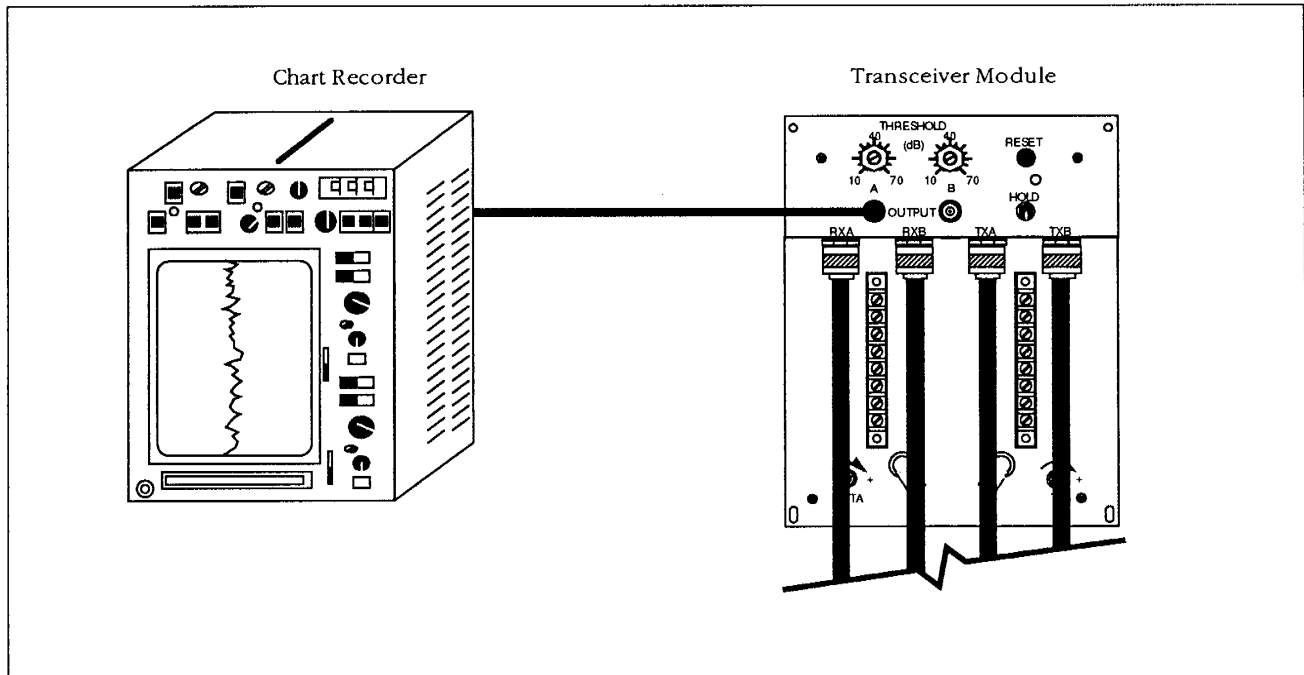 Chart Recorder
Transceiver Module
THRESHOLD
40 (dB) 40
RESET
10 70 10 70
A B
HOLD
OUTPUT
RXA RXB TXA TXB
+ +
TA